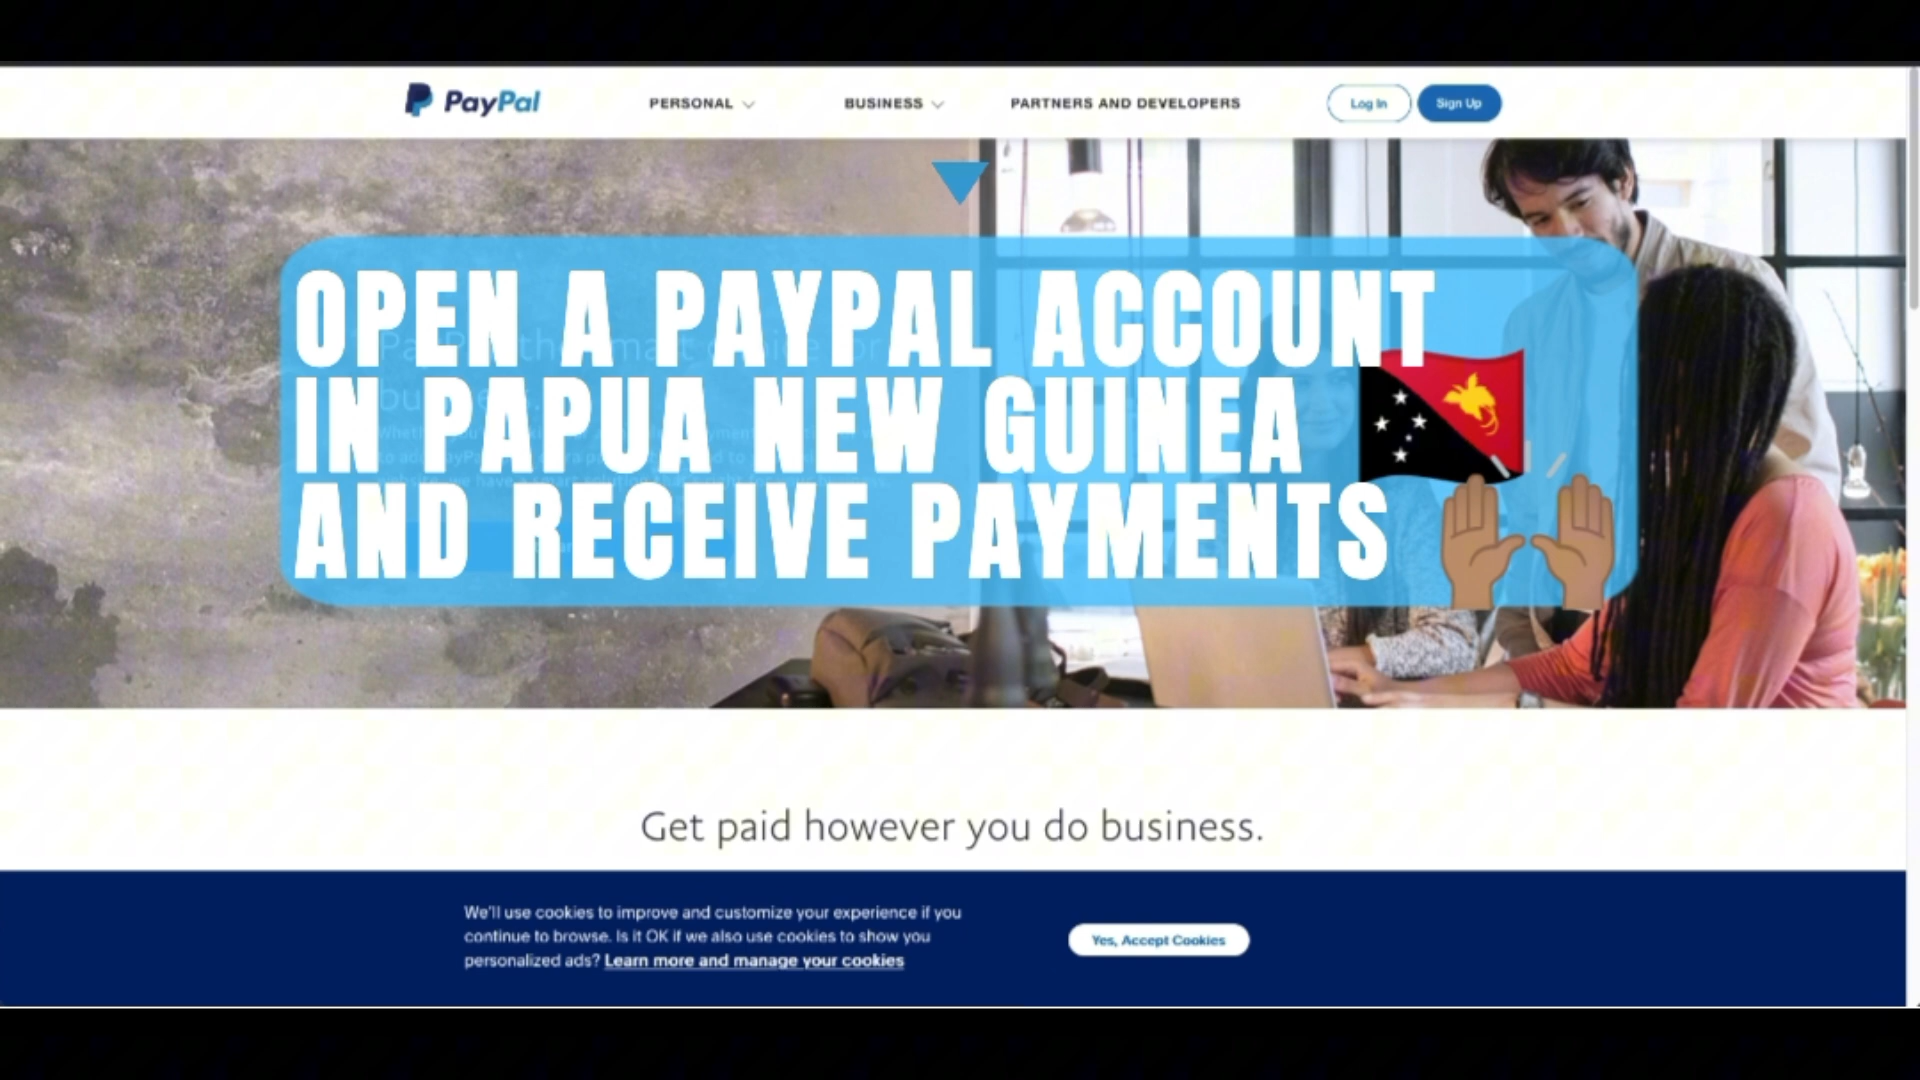 PayPal
PERSONAL
BUSINESS
PARTNERS AND DEVELOPERS
Log In
Sign Up
OPEN A PAYPAL ACCOUNT
IN PAPUA NEW GUINEA
AND RECEIVE PAYMENTS
Get paid however you do business.
We'll use cookies to improve and customize your experience if you
continue to browse. Is it OK if we also use cookies to show you
personalized ads? Learn more and manage your cookies
Yes, Accept Cookies